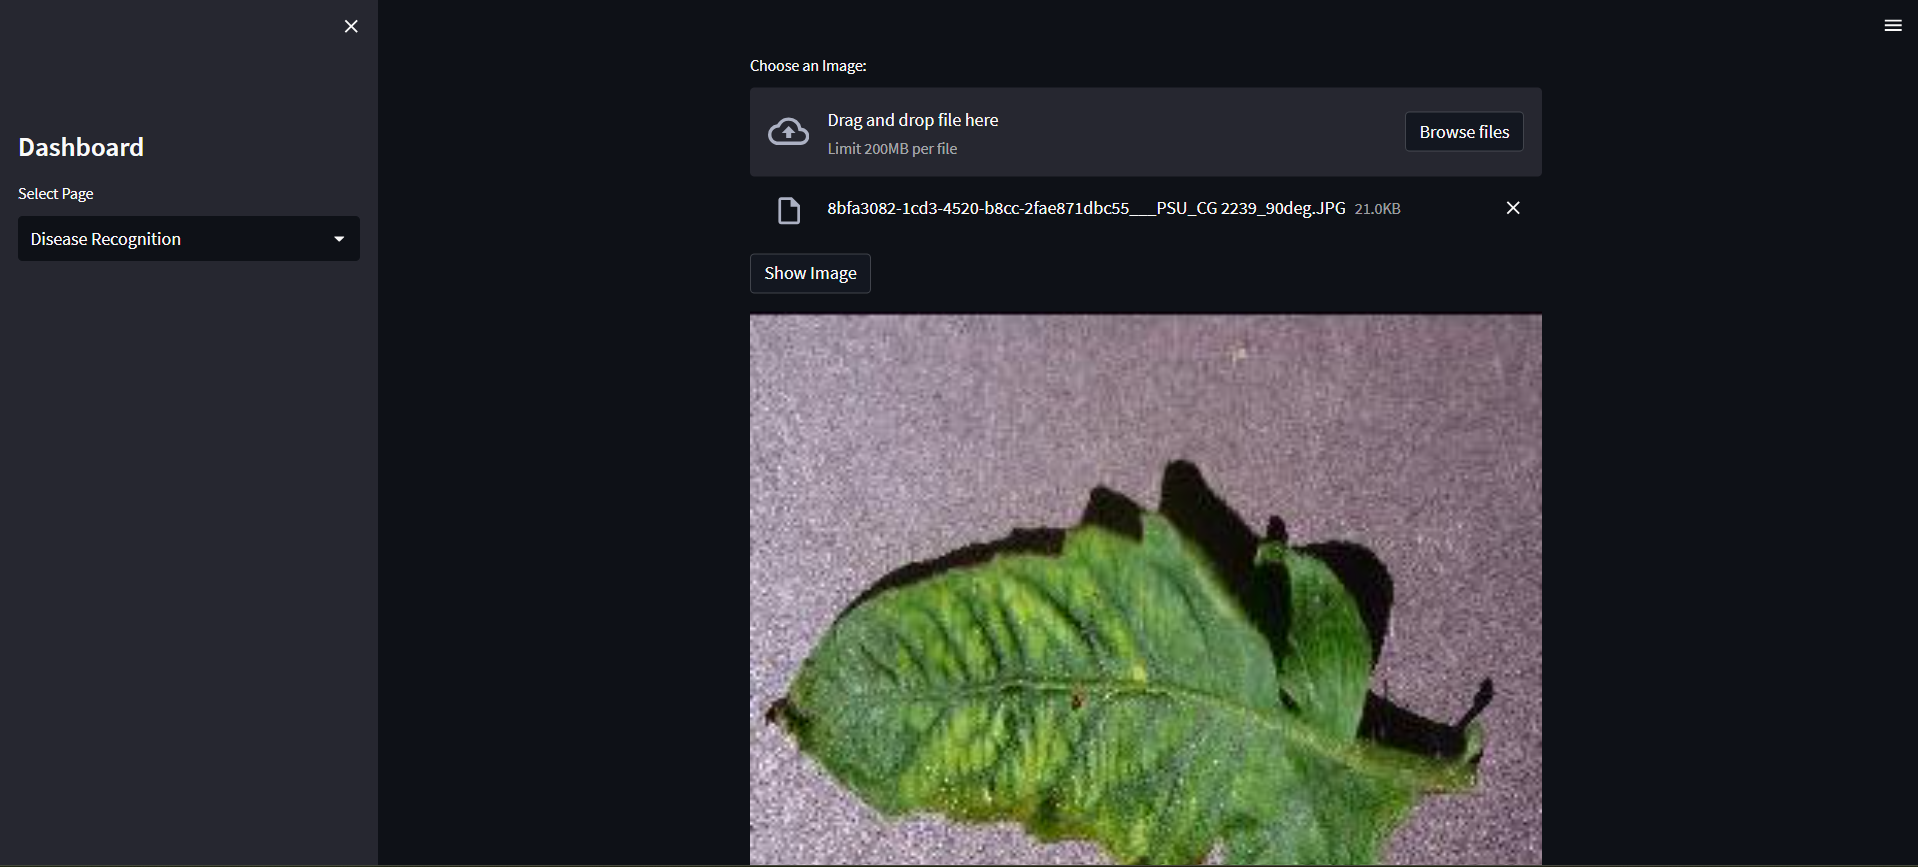 Dashboard
Select Page
Disease Recognition
Choose an Image:
Drag and drop file here
Limit 200MB per file
Browse files
8bfa3082-1cd3-4520-b8cc-2fae871dbc55___PSU_CG 2239_90deg.JPG 21.0KB
Show Image